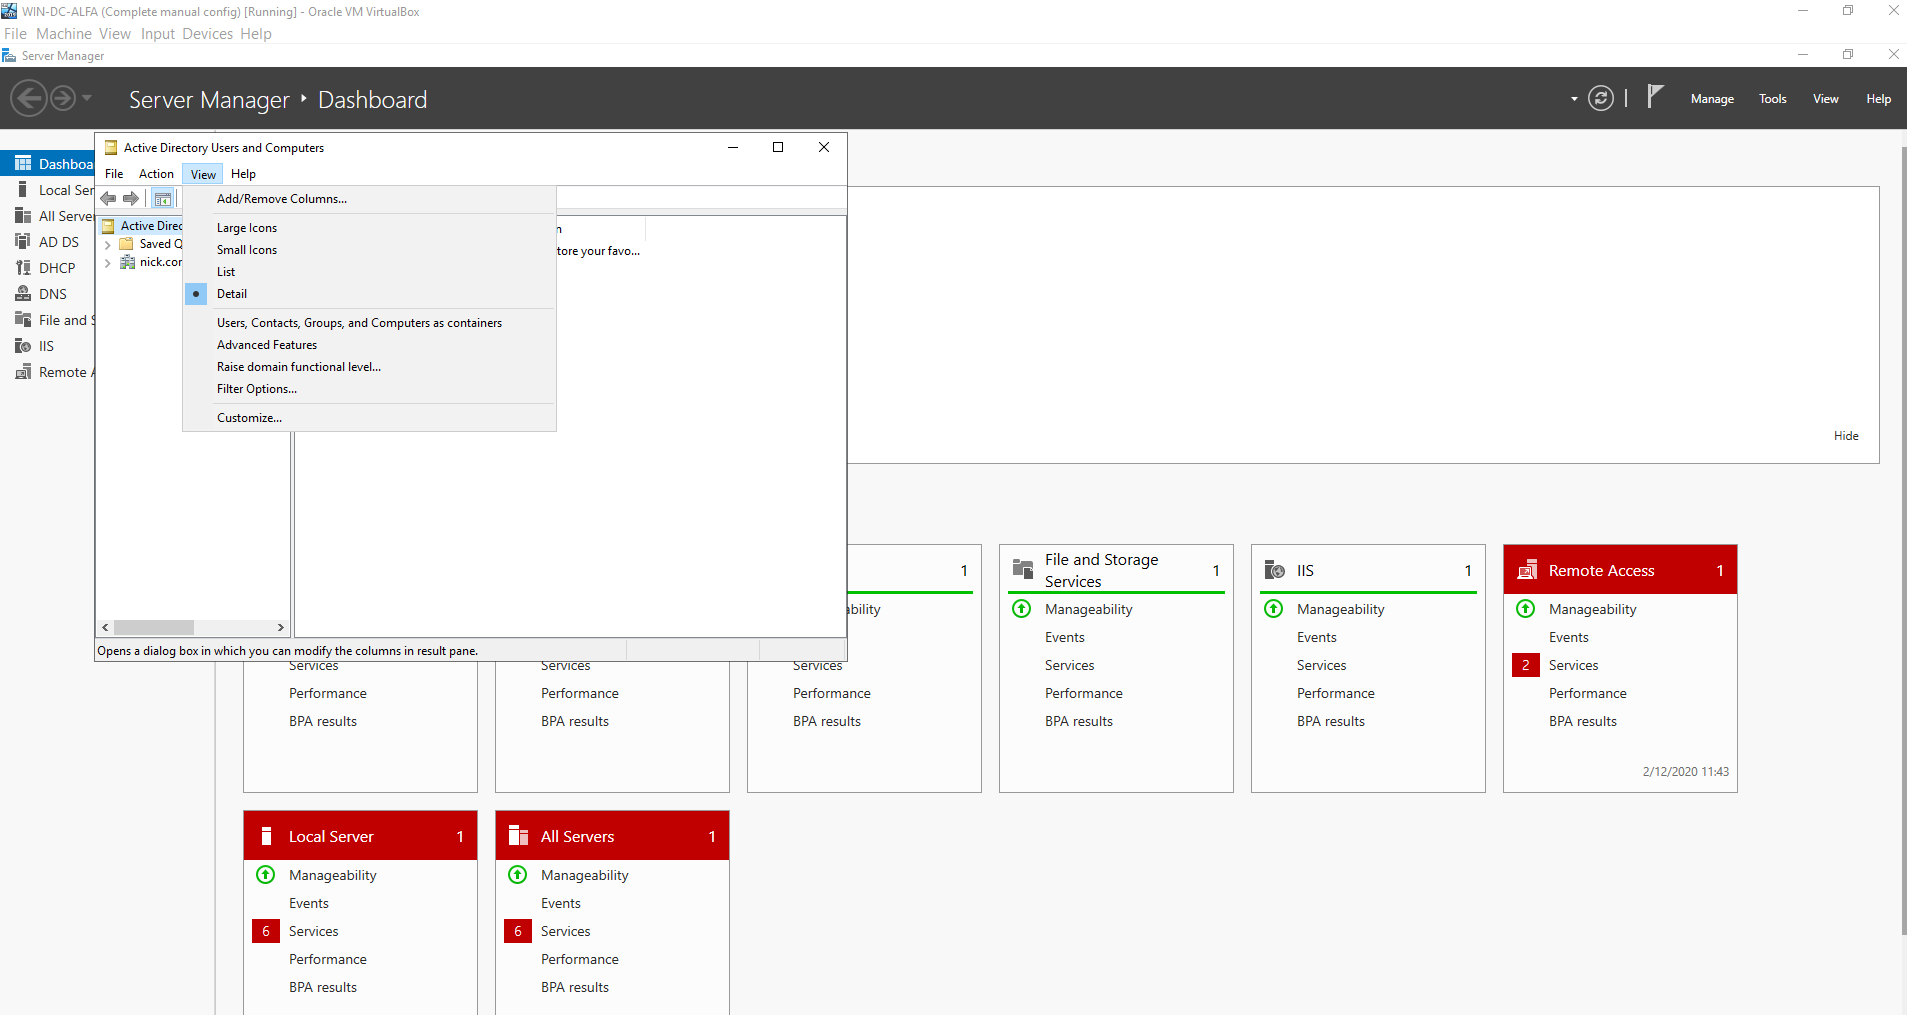 WIN-DC-ALFA (Complete manual config) [Running] - Oracle VM VirtualBox
File Machine View Input Devices Help
Server Manager
Server Manager ‣ Dashboard
Manage Tools View Help
Active Directory Users and Computers
File Action View Help
Dashboa
Local Ser
All Server
AD DS
DHCP
DNS
File and S
IIS
Remote A
Active Direc
Saved Q
nick.cor
Add/Remove Columns...
Large Icons
Small Icons
List
Detail
Users, Contacts, Groups, and Computers as containers
Advanced Features
Raise domain functional level...
Filter Options...
Customize...
n
tore your favo...
Hide
Opens a dialog box in which you can modify the columns in result pane.
Services
Performance
BPA results
Services
Performance
BPA results
1
ability
Services
Performance
BPA results
File and Storage
Services 1
Manageability
Events
Services
Performance
BPA results
IIS 1
Manageability
Events
Services
Performance
BPA results
Remote Access 1
Manageability
Events
2 Services
Performance
BPA results
2/12/2020 11:43
Local Server 1
Manageability
Events
6 Services
Performance
BPA results
All Servers 1
Manageability
Events
6 Services
Performance
BPA results